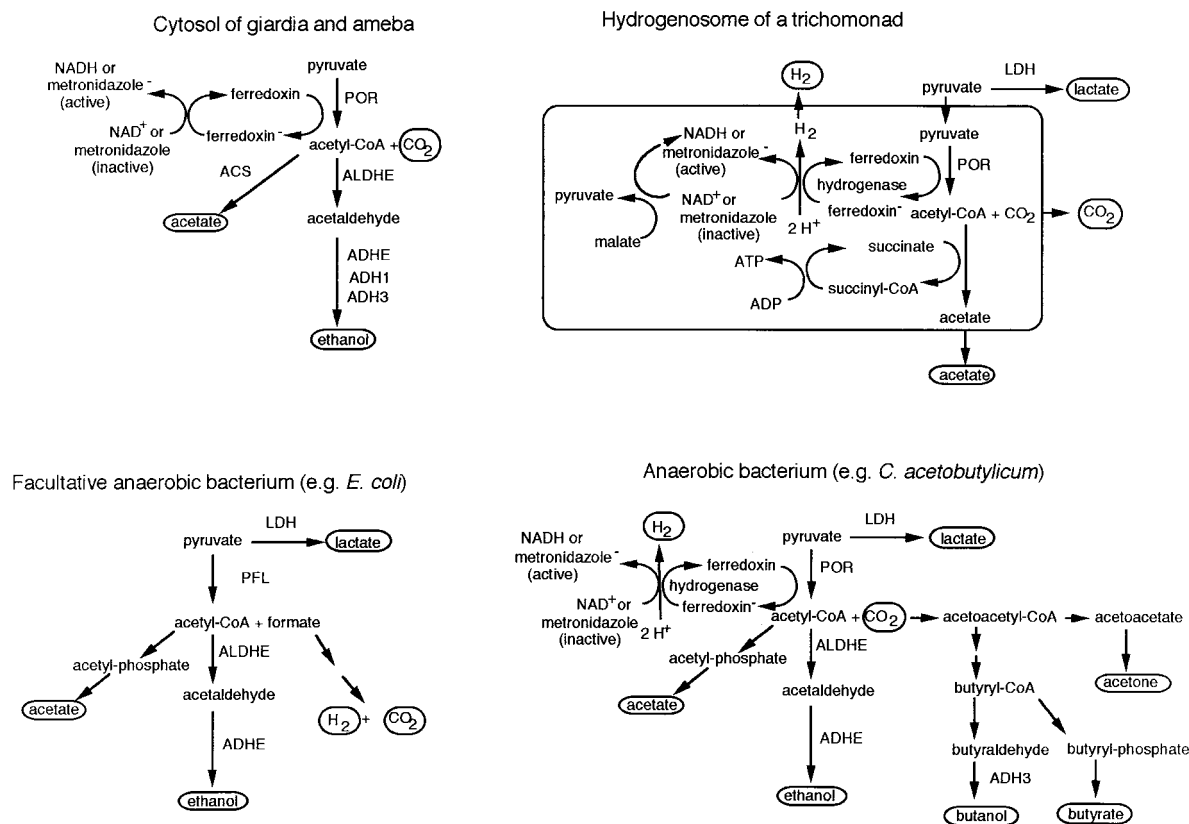 Cytosol of giardia and ameba
NADH or
metronidazole -
(active)
NAD+ or
metronidazole
(inactive)
ferredoxin
ferredoxin-
pyruvate
POR
acetyl-CoA + CO2
ACS
ALDHE
acetate
acetaldehyde
ADHE
ADH1
ADH3
ethanol
Hydrogenosome of a trichomonad
H2
pyruvate
LDH
lactate
H2
pyruvate
NADH or
metronidazole -
(active)
ferredoxin
POR
hydrogenase
pyruvate
NAD+ or
metronidazole
(inactive)
2 H+
ferredoxin-
acetyl-CoA + CO2
CO2
malate
ATP
succinate
ADP
succinyl-CoA
acetate
acetate
Facultative anaerobic bacterium (e.g. E. coli)
LDH
pyruvate
lactate
PFL
acetyl-CoA + formate
acetyl-phosphate
ALDHE
acetate
acetaldehyde
H2 + CO2
ADHE
ethanol
Anaerobic bacterium (e.g. C. acetobutylicum)
H2
LDH
pyruvate
lactate
NADH or
metronidazole -
(active)
ferredoxin
POR
hydrogenase
NAD+ or
metronidazole
(inactive)
2 H+
ferredoxin-
acetyl-CoA + CO2
acetoacetyl-CoA
acetoacetate
acetyl-phosphate
ALDHE
acetate
acetaldehyde
butyryl-CoA
acetone
ADHE
butyraldehyde
butyryl-phosphate
ADH3
ethanol
butanol
butyrate